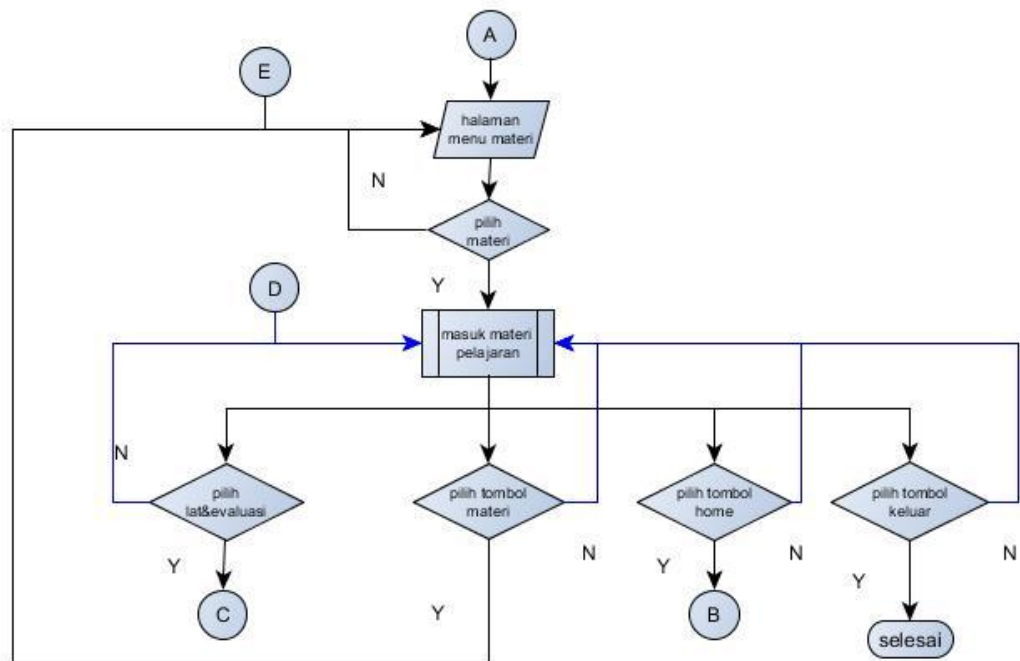 A
E
halaman
menu materi
N
pilih
materi
Y
D
masuk materi
pelajaran
N
pilih
lat&evaluasi
pilih tombol
materi
pilih tombol
home
pilih tombol
keluar
N
N
N
Y
Y
Y
Y
C
B
selesai